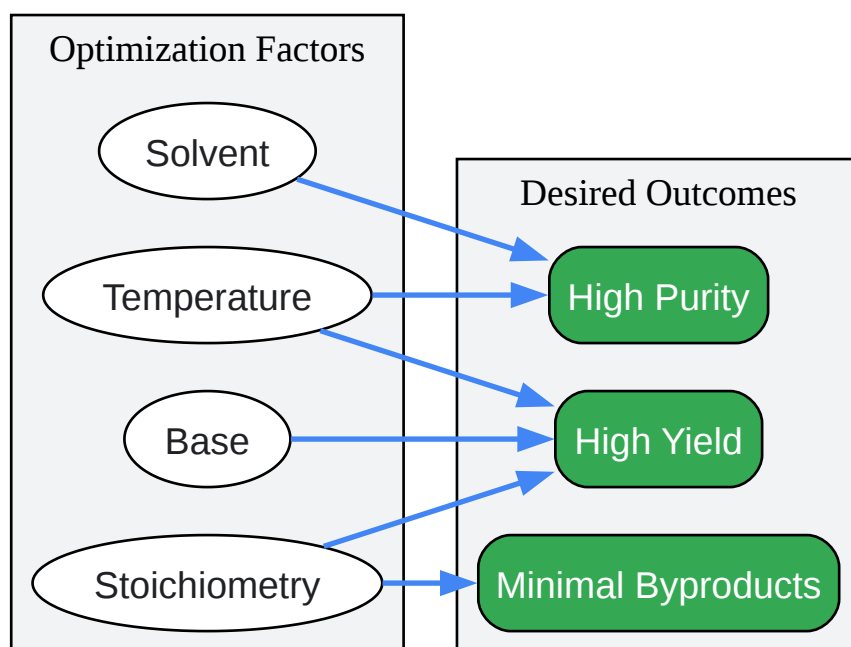 Optimization Factors
Solvent
Temperature
Base
Stoichiometry
Desired Outcomes
High Purity
High Yield
Minimal Byproducts